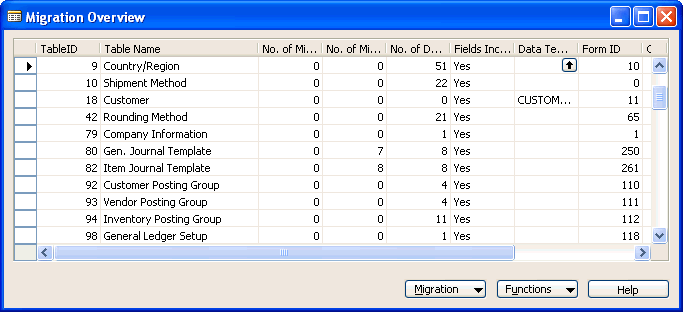 Migration Overview
TableID Table Name No. of Mi... No. of Mi... No. of D... Fields Inc... Data Te... Form ID
9 Country/Region 0 0 51 Yes 10
10 Shipment Method 0 0 22 Yes 0
18 Customer 0 0 0 Yes CUSTOM... 11
42 Rounding Method 0 0 21 Yes 65
79 Company Information 0 0 1 Yes 1
80 Gen. Journal Template 0 7 8 Yes 250
82 Item Journal Template 0 8 8 Yes 261
92 Customer Posting Group 0 0 4 Yes 110
93 Vendor Posting Group 0 0 4 Yes 111
94 Inventory Posting Group 0 0 11 Yes 112
98 General Ledger Setup 0 0 1 Yes 118
Migration Functions Help